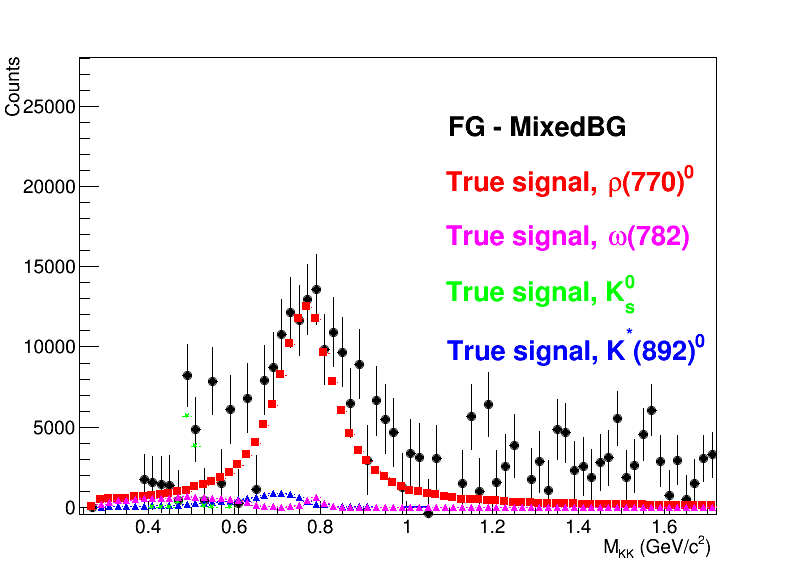 Counts
25000
20000
15000
10000
5000
0
FG - MixedBG
True signal, ρ(770)⁰
True signal, ω(782)
True signal, K⁰ₛ
True signal, K*(892)⁰
0.4 0.6 0.8 1 1.2 1.4 1.6
M_KK (GeV/c²)